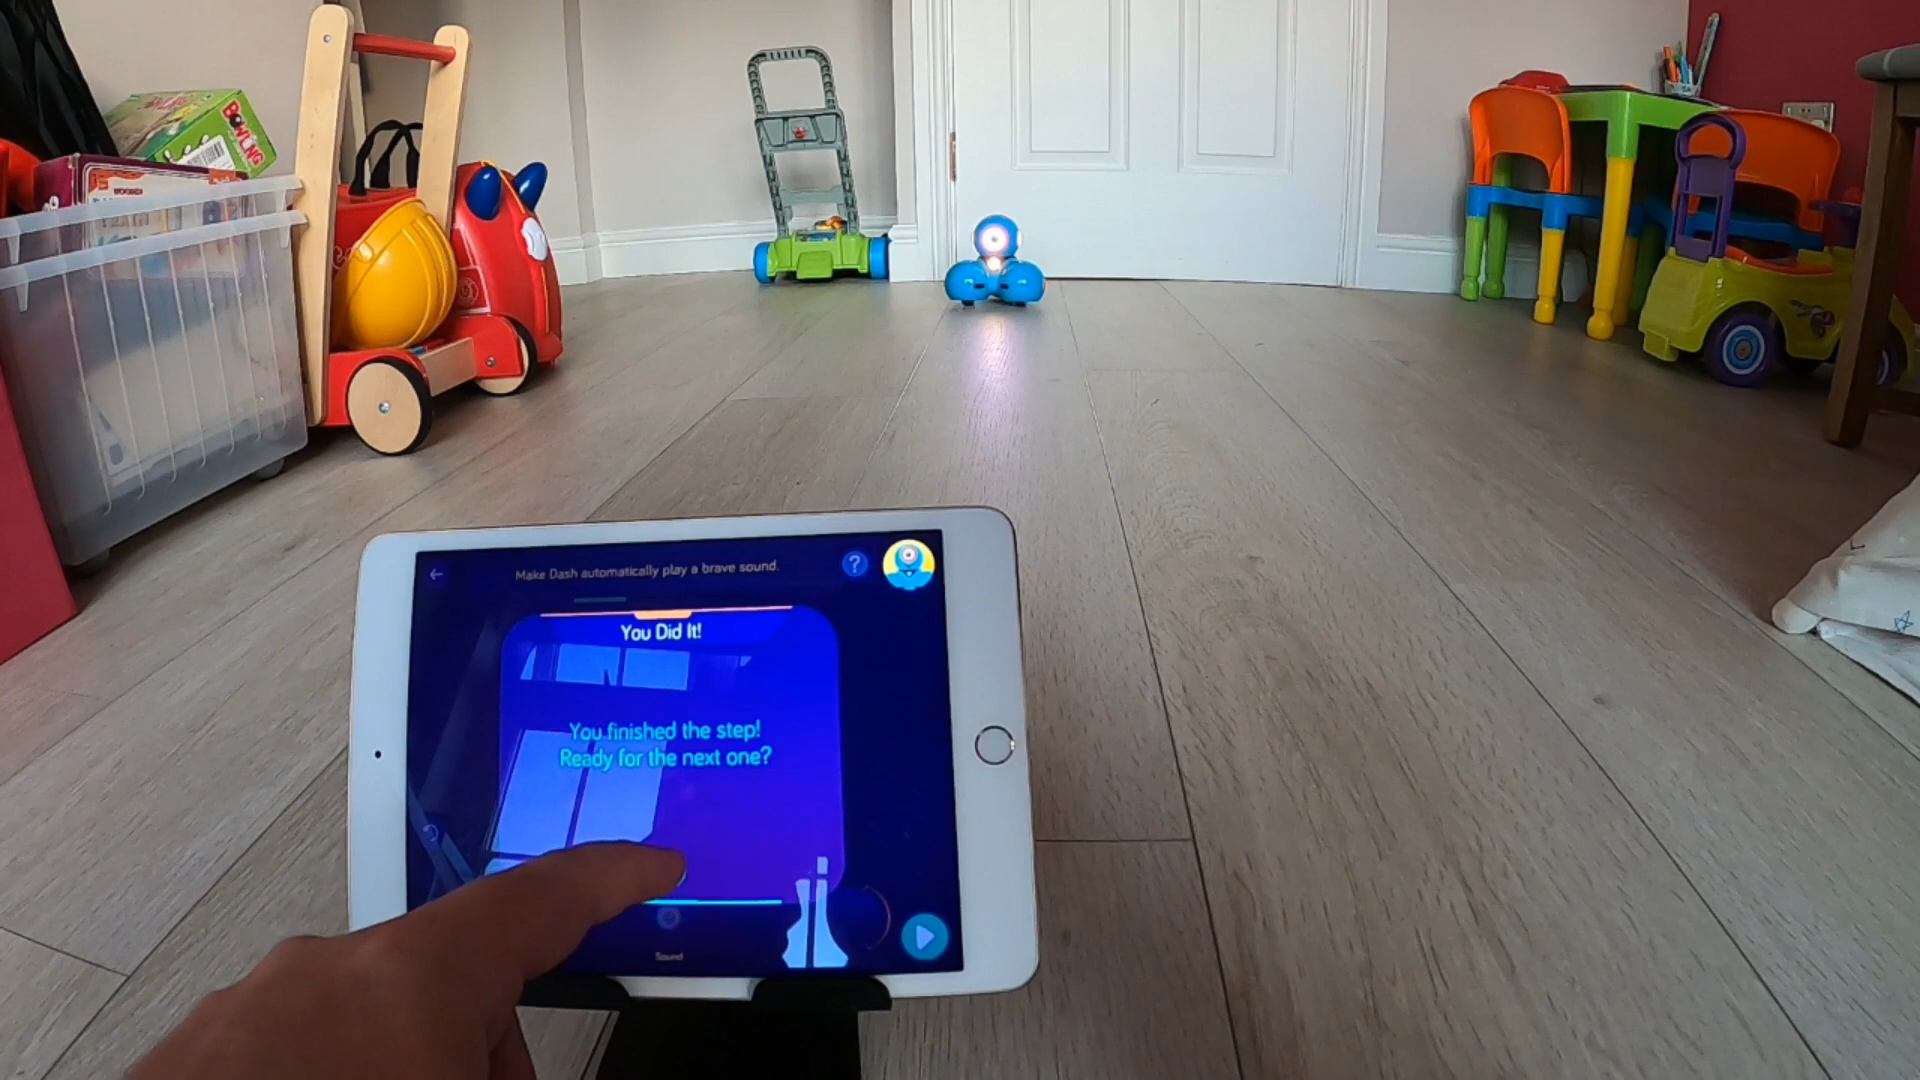 BOWLING
Make Dash automatically play a brave sound.
?
You Did It!
You finished the step!
Ready for the next one?
Sound